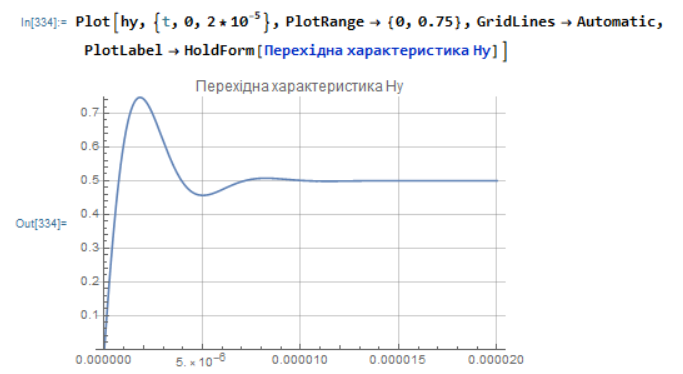 In[334]:= Plot[hy, {t, 0, 2*10^-5}, PlotRange → {0, 0.75}, GridLines → Automatic,
PlotLabel → HoldForm[Перехідна характеристика Hy]]
Перехідна характеристика Hy
0.7
0.6
0.5
0.4
Out[334]=
0.3
0.2
0.1
0.000000 5.×10^-6 0.000010 0.000015 0.000020